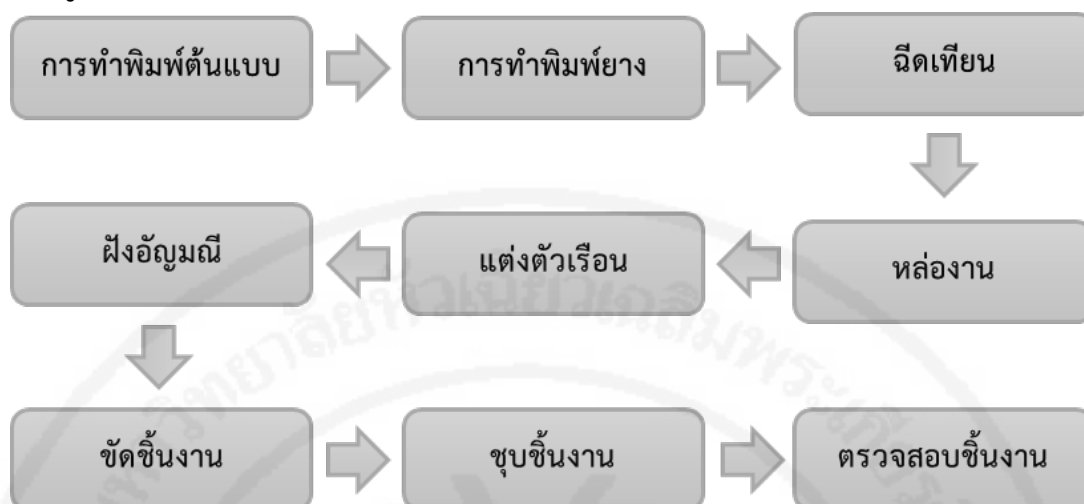 การทำพิมพ์ต้นแบบ
การทำพิมพ์ยาง
ฉีดเทียน
หล่องาน
แต่งตัวเรือน
ฝังอัญมณี
ขัดชิ้นงาน
ชุบชิ้นงาน
ตรวจสอบชิ้นงาน